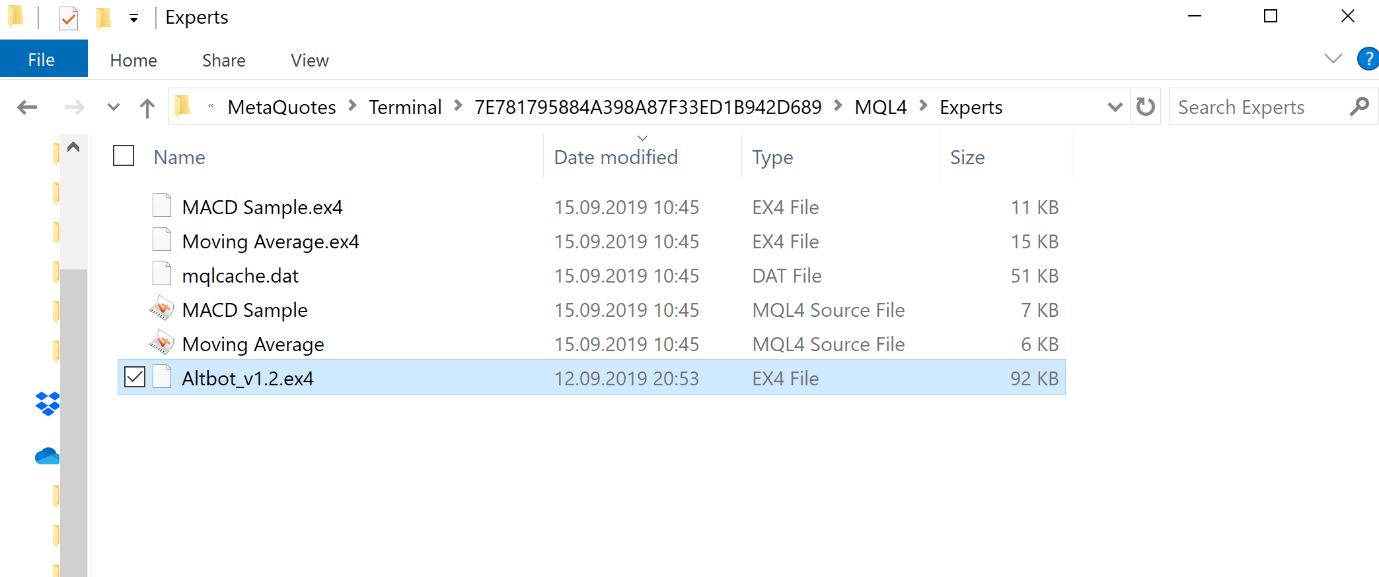 Experts
File Home Share View ?
« MetaQuotes > Terminal > 7E781795884A398A87F33ED1B942D689 > MQL4 > Experts Search Experts
Name Date modified Type Size
MACD Sample.ex4 15.09.2019 10:45 EX4 File 11 KB
Moving Average.ex4 15.09.2019 10:45 EX4 File 15 KB
mqlcache.dat 15.09.2019 10:45 DAT File 51 KB
MACD Sample 15.09.2019 10:45 MQL4 Source File 7 KB
Moving Average 15.09.2019 10:45 MQL4 Source File 6 KB
Altbot_v1.2.ex4 12.09.2019 20:53 EX4 File 92 KB